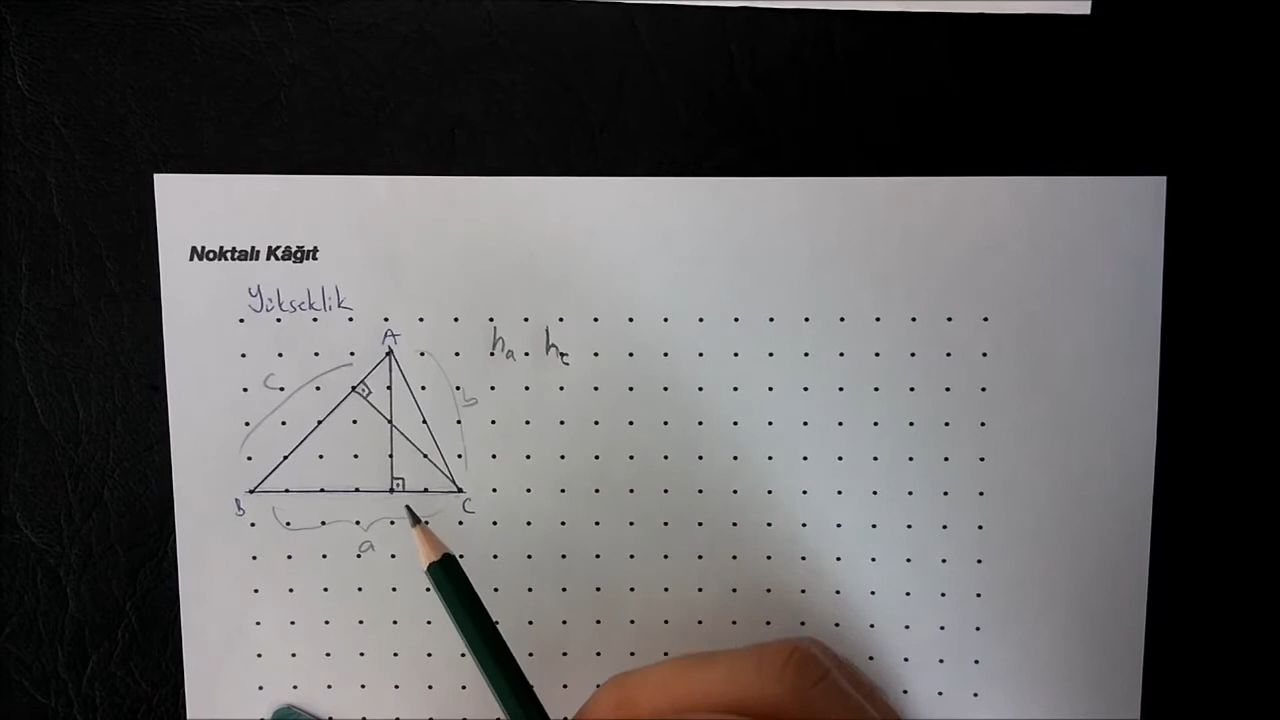 Noktalı Kâğıt
Yükseklik
A
hₐ h꜀
c
b
B
C
a